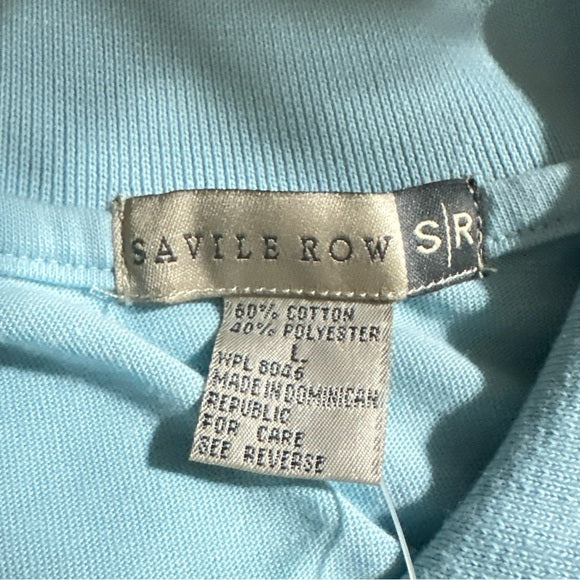 SAVILE ROW S|R
60% COTTON
40% POLYESTER
L
WPL 8046
MADE IN DOMINICAN
REPUBLIC
FOR CARE
SEE REVERSE